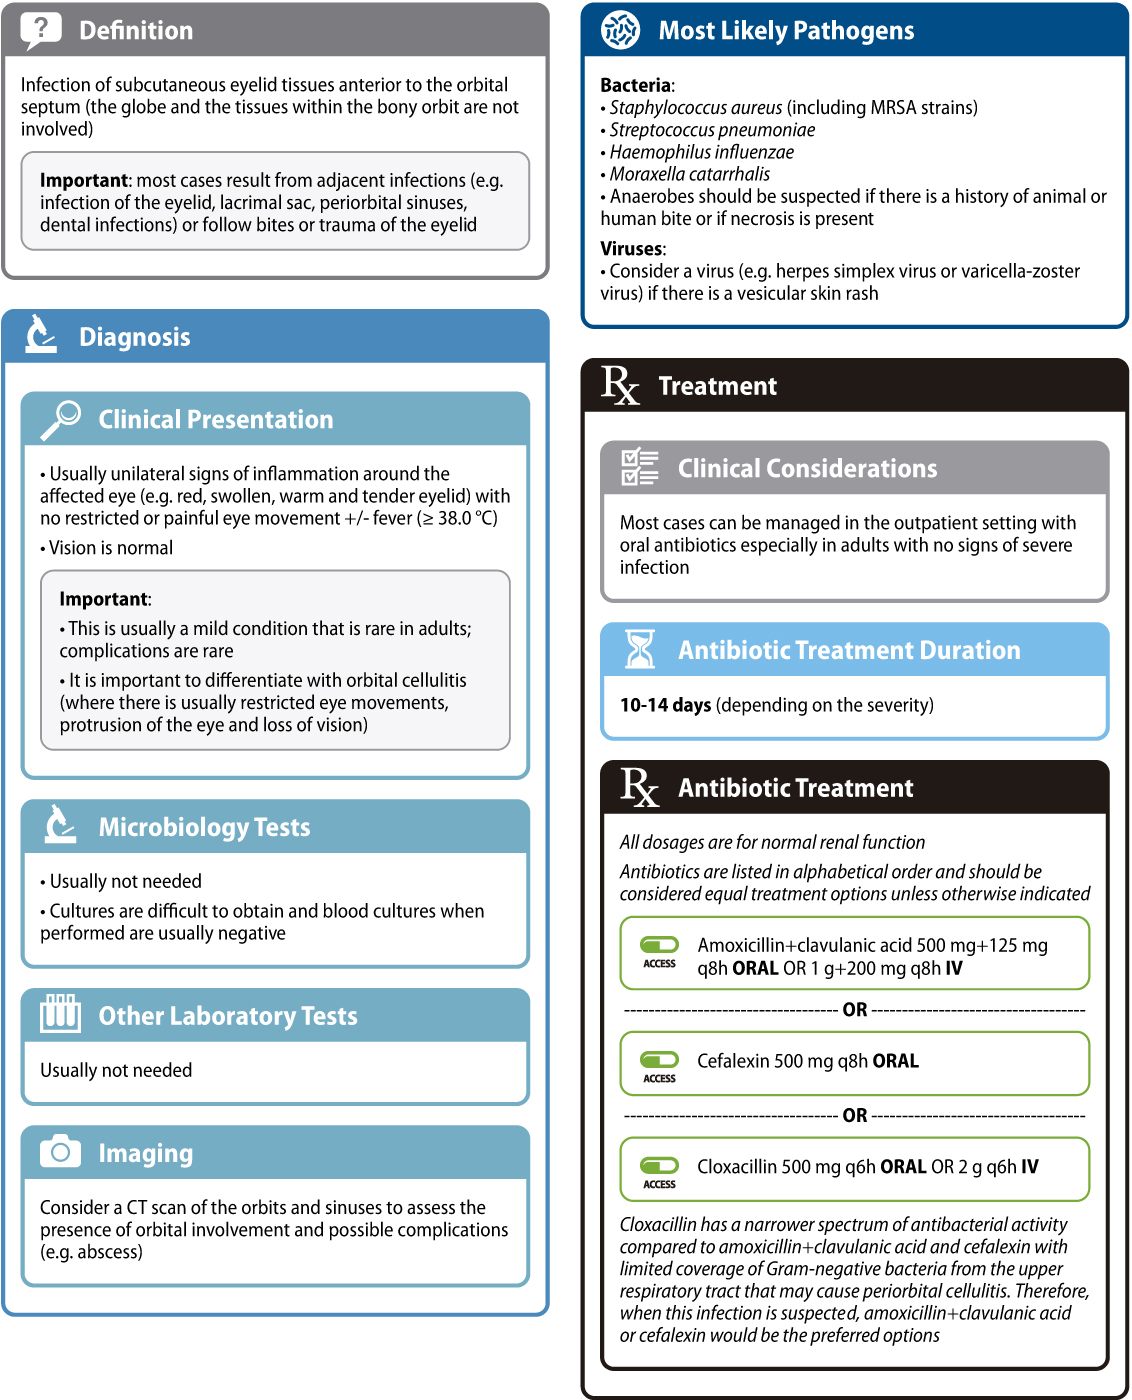 ? Definition
Infection of subcutaneous eyelid tissues anterior to the orbital
septum (the globe and the tissues within the bony orbit are not
involved)
Important: most cases result from adjacent infections (e.g.
infection of the eyelid, lacrimal sac, periorbital sinuses,
dental infections) or follow bites or trauma of the eyelid
Diagnosis
Clinical Presentation
• Usually unilateral signs of inflammation around the
affected eye (e.g. red, swollen, warm and tender eyelid) with
no restricted or painful eye movement +/- fever (≥ 38.0 °C)
• Vision is normal
Important:
• This is usually a mild condition that is rare in adults;
complications are rare
• It is important to differentiate with orbital cellulitis
(where there is usually restricted eye movements,
protrusion of the eye and loss of vision)
Microbiology Tests
• Usually not needed
• Cultures are difficult to obtain and blood cultures when
performed are usually negative
Other Laboratory Tests
Usually not needed
Imaging
Consider a CT scan of the orbits and sinuses to assess the
presence of orbital involvement and possible complications
(e.g. abscess)
Most Likely Pathogens
Bacteria:
• Staphylococcus aureus (including MRSA strains)
• Streptococcus pneumoniae
• Haemophilus influenzae
• Moraxella catarrhalis
• Anaerobes should be suspected if there is a history of animal or
human bite or if necrosis is present
Viruses:
• Consider a virus (e.g. herpes simplex virus or varicella-zoster
virus) if there is a vesicular skin rash
Rx Treatment
Clinical Considerations
Most cases can be managed in the outpatient setting with
oral antibiotics especially in adults with no signs of severe
infection
Antibiotic Treatment Duration
10-14 days (depending on the severity)
Rx Antibiotic Treatment
All dosages are for normal renal function
Antibiotics are listed in alphabetical order and should be
considered equal treatment options unless otherwise indicated
ACCESS
Amoxicillin+clavulanic acid 500 mg+125 mg
q8h ORAL OR 1 g+200 mg q8h IV
OR
ACCESS
Cefalexin 500 mg q8h ORAL
OR
ACCESS
Cloxacillin 500 mg q6h ORAL OR 2 g q6h IV
Cloxacillin has a narrower spectrum of antibacterial activity
compared to amoxicillin+clavulanic acid and cefalexin with
limited coverage of Gram-negative bacteria from the upper
respiratory tract that may cause periorbital cellulitis. Therefore,
when this infection is suspected, amoxicillin+clavulanic acid
or cefalexin would be the preferred options